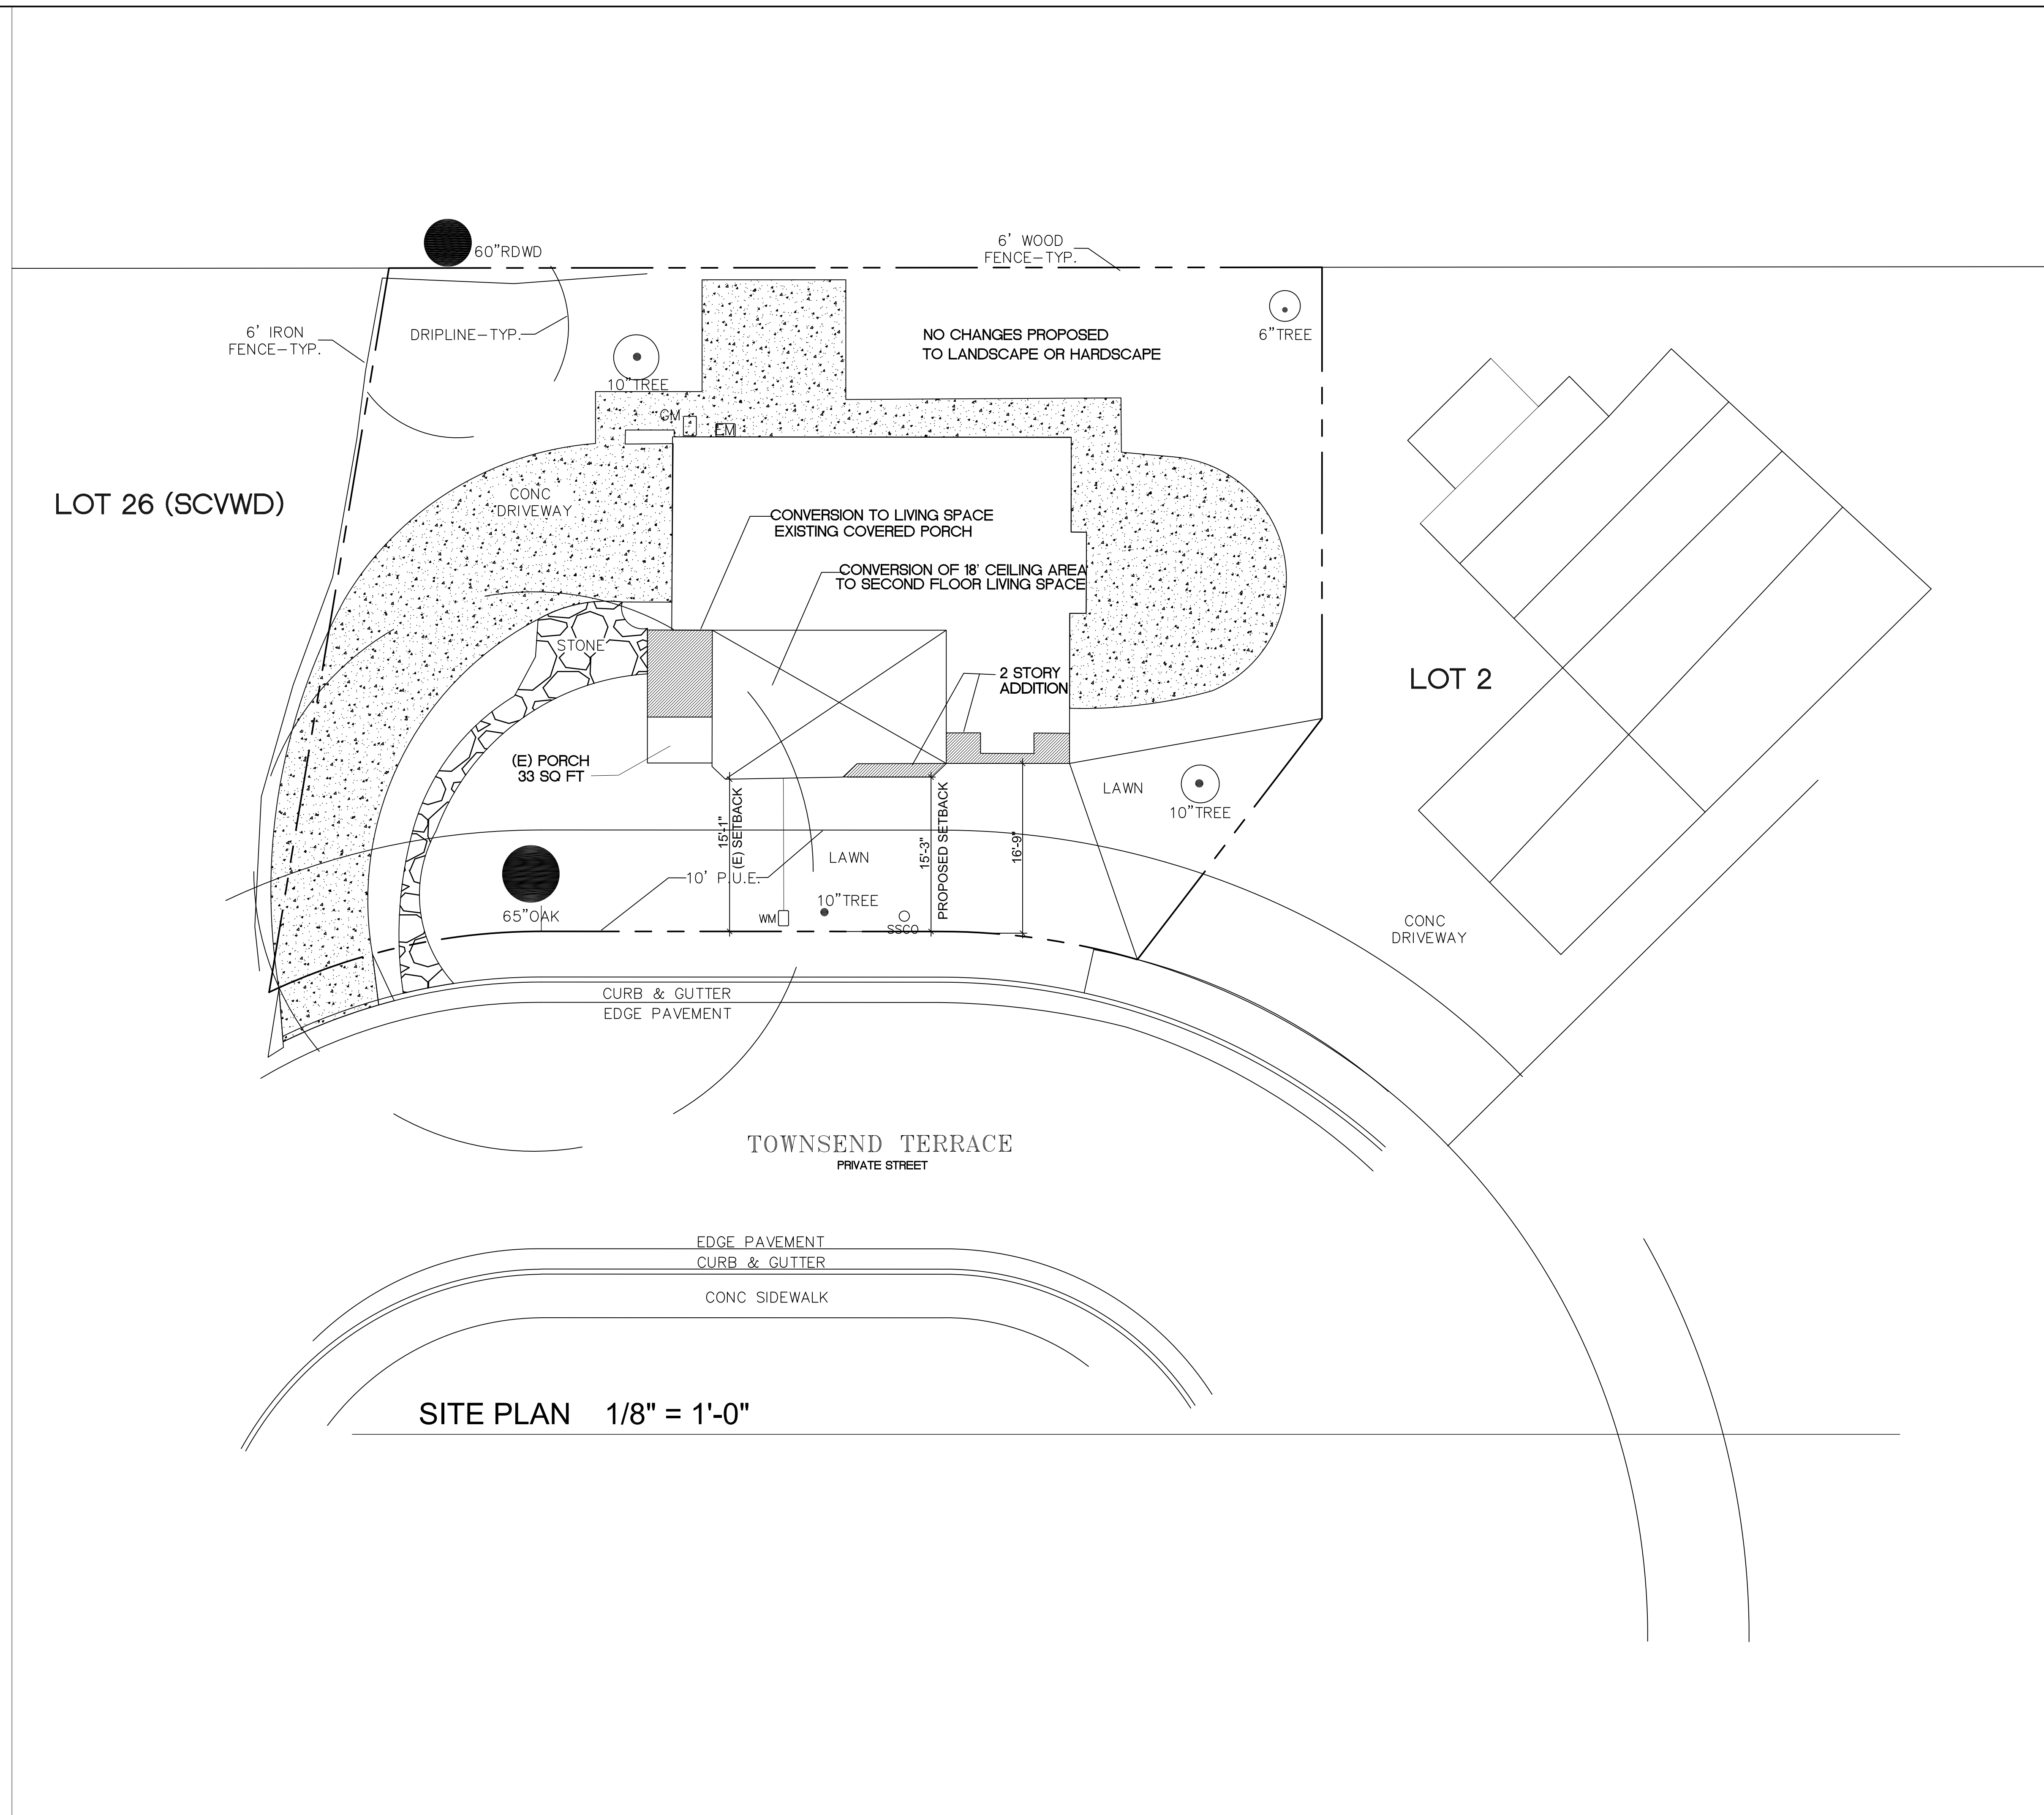 60"RDWD
6' WOOD
FENCE-TYP.
6' IRON
FENCE-TYP.
DRIPLINE-TYP.
10"TREE
NO CHANGES PROPOSED
TO LANDSCAPE OR HARDSCAPE
6"TREE
GM
EM
LOT 26 (SCVWD)
CONC
DRIVEWAY
CONVERSION TO LIVING SPACE
EXISTING COVERED PORCH
CONVERSION OF 18' CEILING AREA
TO SECOND FLOOR LIVING SPACE
STONE
2 STORY
ADDITION
LOT 2
(E) PORCH
33 SQ FT
15'-1"
(E) SETBACK
15'-3"
PROPOSED SETBACK
16'-9"
LAWN
10"TREE
LAWN
10' P.U.E.
65"OAK
WM
10"TREE
SSCO
CONC
DRIVEWAY
CURB & GUTTER
EDGE PAVEMENT
TOWNSEND TERRACE
PRIVATE STREET
EDGE PAVEMENT
CURB & GUTTER
CONC SIDEWALK
SITE PLAN 1/8" = 1'-0"